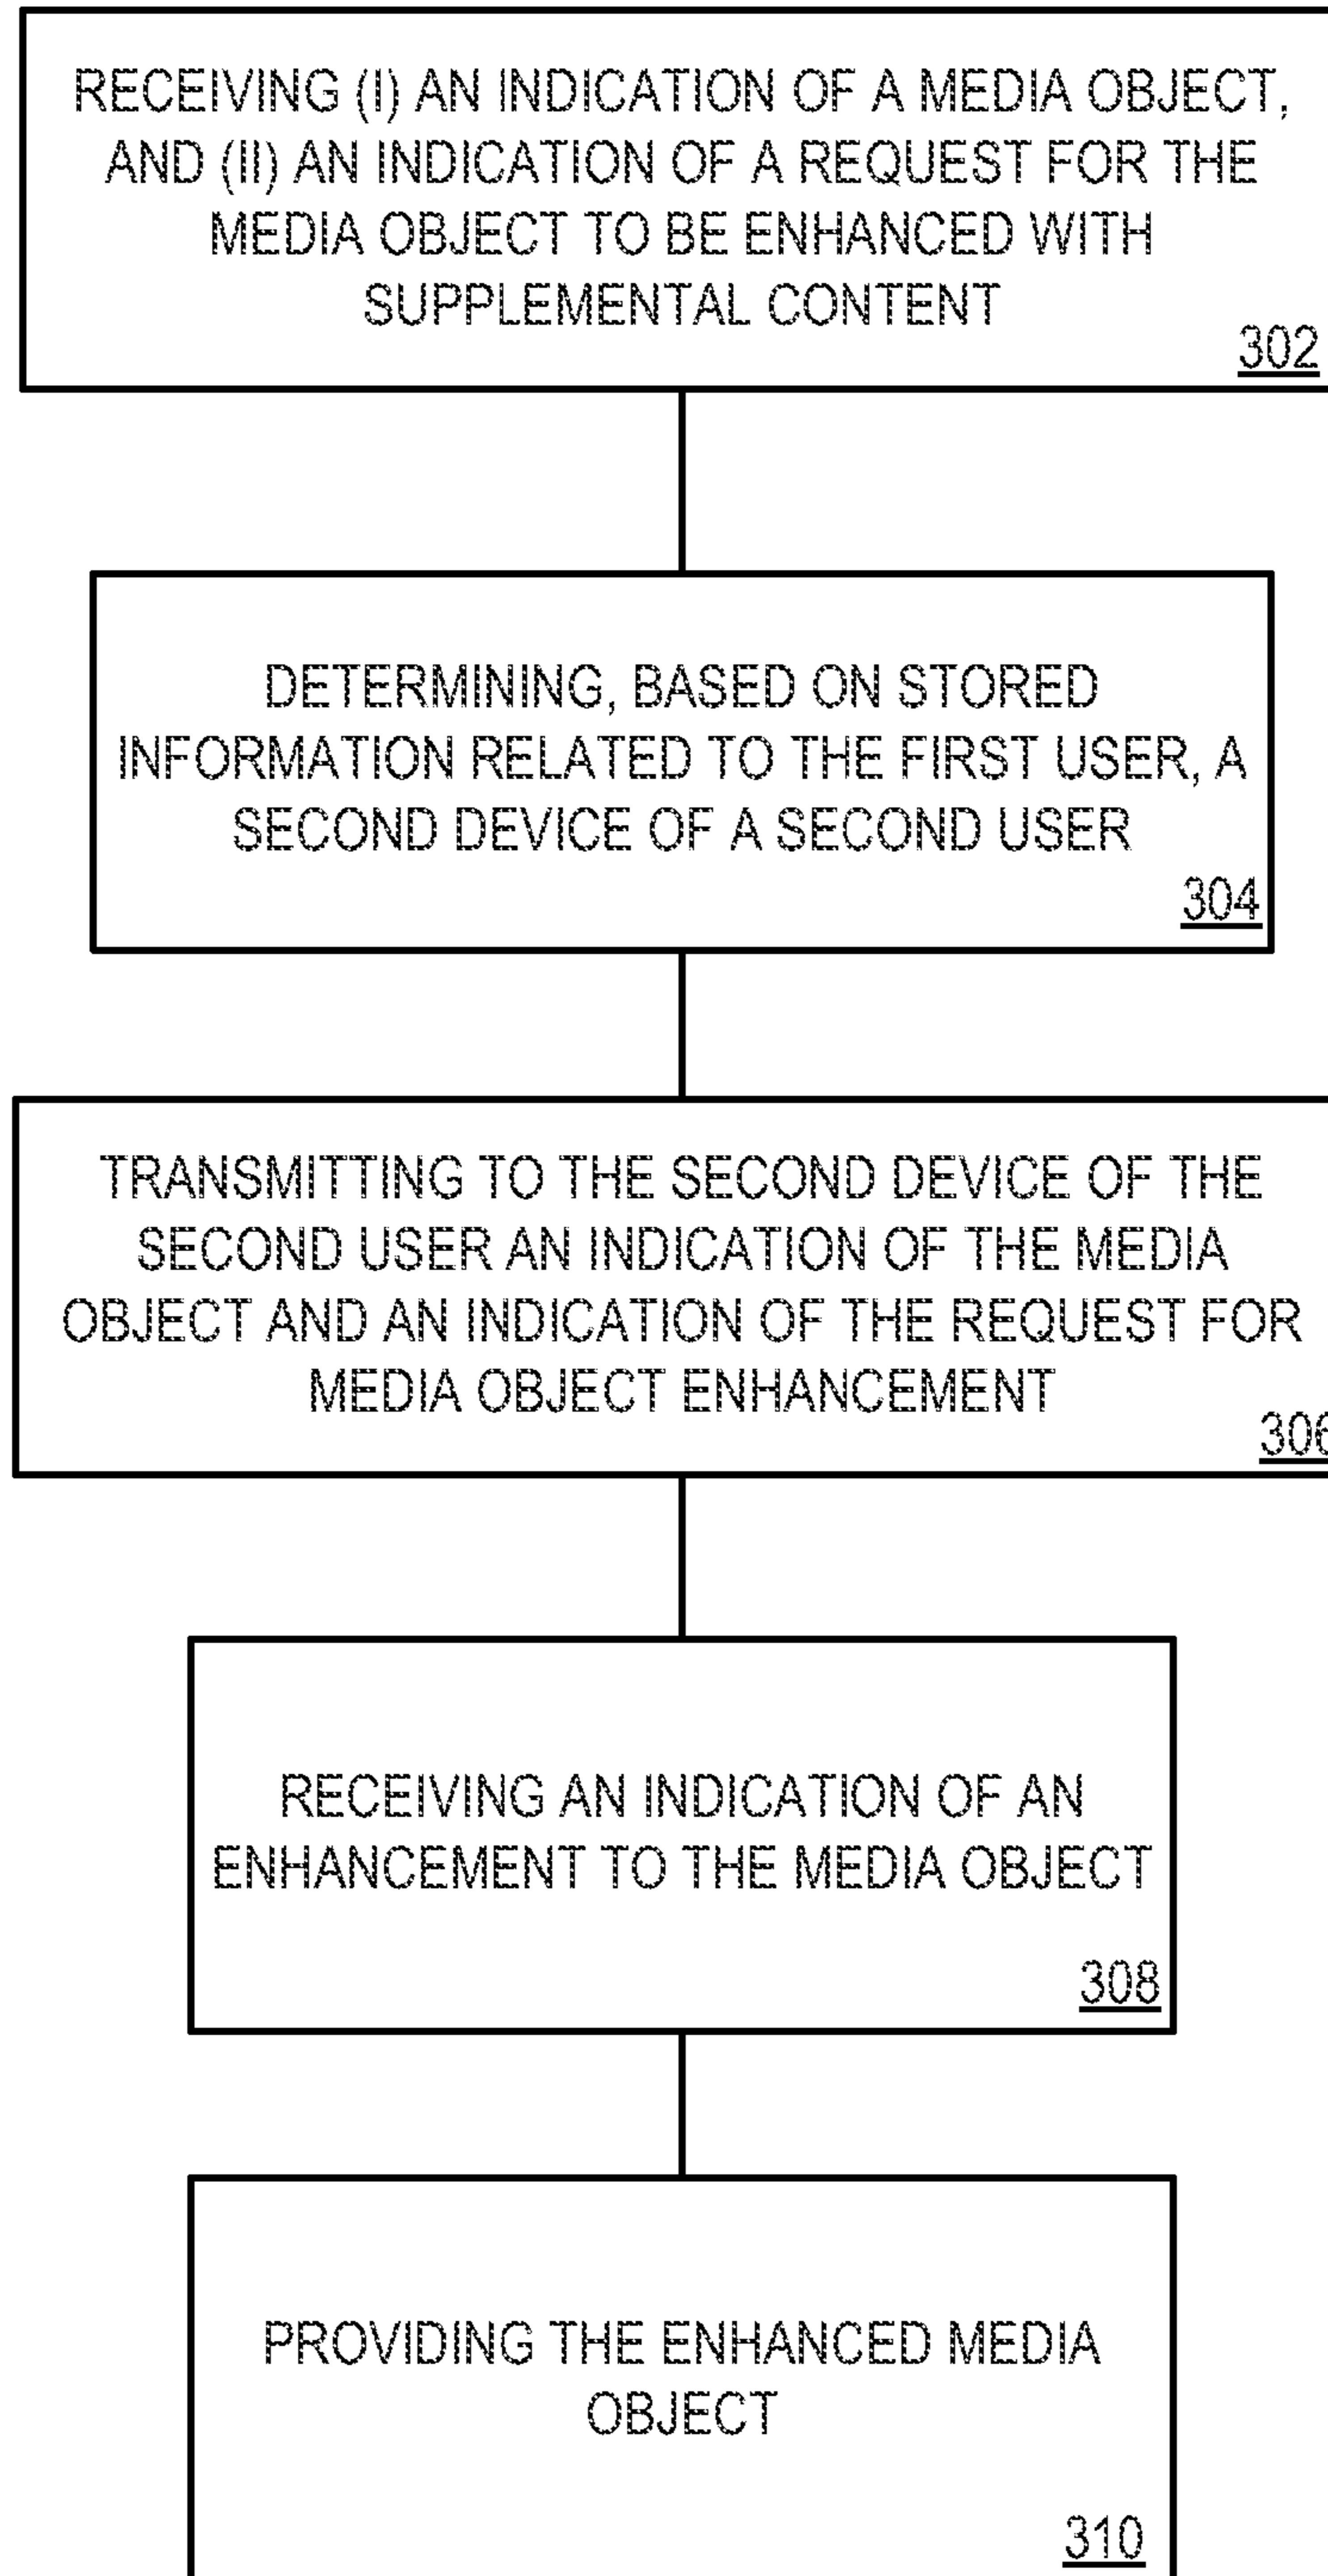 RECEIVING (I) AN INDICATION OF A MEDIA OBJECT,
AND (II) AN INDICATION OF A REQUEST FOR THE
MEDIA OBJECT TO BE ENHANCED WITH
SUPPLEMENTAL CONTENT
302
DETERMINING, BASED ON STORED
INFORMATION RELATED TO THE FIRST USER, A
SECOND DEVICE OF A SECOND USER
304
TRANSMITTING TO THE SECOND DEVICE OF THE
SECOND USER AN INDICATION OF THE MEDIA
OBJECT AND AN INDICATION OF THE REQUEST FOR
MEDIA OBJECT ENHANCEMENT
306
RECEIVING AN INDICATION OF AN
ENHANCEMENT TO THE MEDIA OBJECT
308
PROVIDING THE ENHANCED MEDIA
OBJECT
310